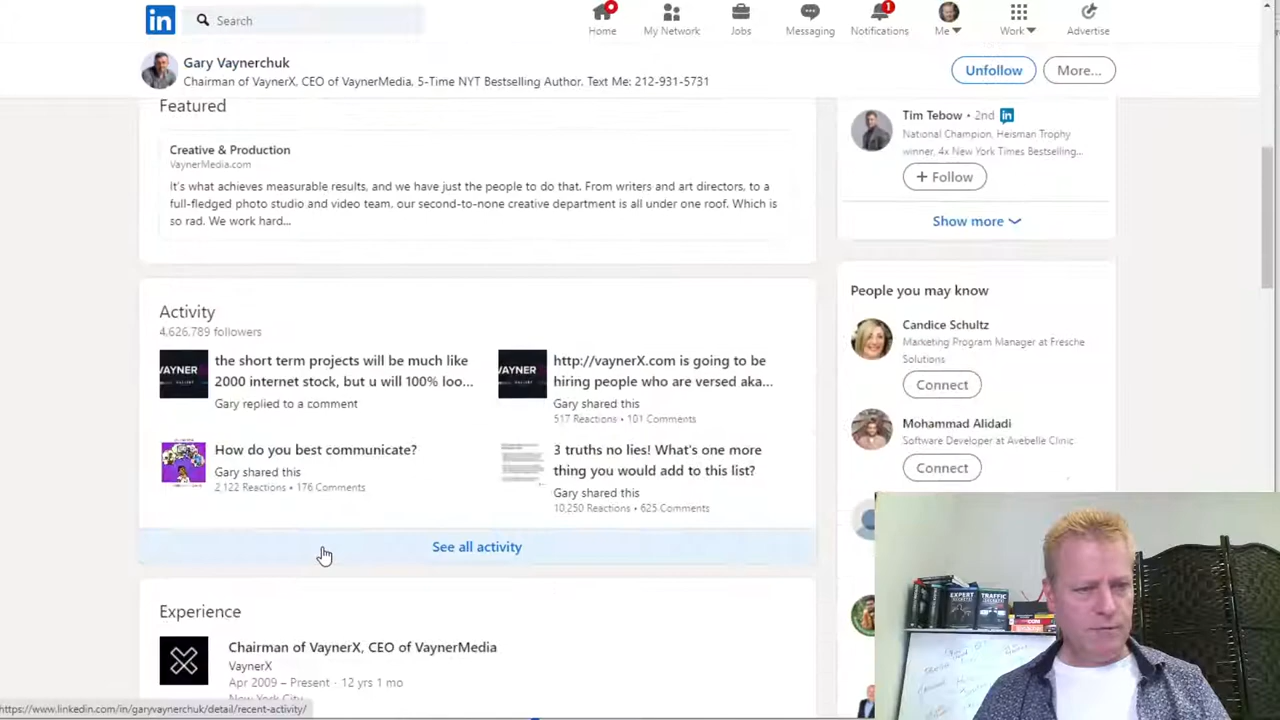 in
Search
Home
My Network
Jobs
Messaging
1
Notifications
Me
Work
Advertise
Gary Vaynerchuk
Chairman of VaynerX, CEO of VaynerMedia. 5-Time NYT Bestselling Author. Text Me: 212-931-5731
Unfollow
More...
Featured
Creative & Production
VaynerMedia.com
It's what achieves measurable results, and we have just the people to do that. From writers and art directors, to a
full-fledged photo studio and video team, our second-to-none creative department is all under one roof. Which is
so rad. We work hard...
Activity
4,626,789 followers
VAYNER
the short term projects will be much like
2000 internet stock, but u will 100% loo...
Gary replied to a comment
VAYNER
http://vaynerX.com is going to be
hiring people who are versed aka...
Gary shared this
517 Reactions • 101 Comments
How do you best communicate?
Gary shared this
2,122 Reactions • 176 Comments
3 truths no lies! What's one more
thing you would add to this list?
Gary shared this
10,250 Reactions • 625 Comments
See all activity
Experience
Chairman of VaynerX, CEO of VaynerMedia
VaynerX
Apr 2009 – Present · 12 yrs 1 mo
New York City
https://www.linkedin.com/in/garyvaynerchuk/detail/recent-activity/
Tim Tebow • 2nd in
National Champion, Heisman Trophy
winner, 4x New York Times Bestselling...
+ Follow
Show more
People you may know
Candice Schultz
Marketing Program Manager at Fresche
Solutions
Connect
Mohammad Alidadi
Software Developer at Avebelle Clinic
Connect
EXPERT
SECRETS
TRAFFIC
SECRETS